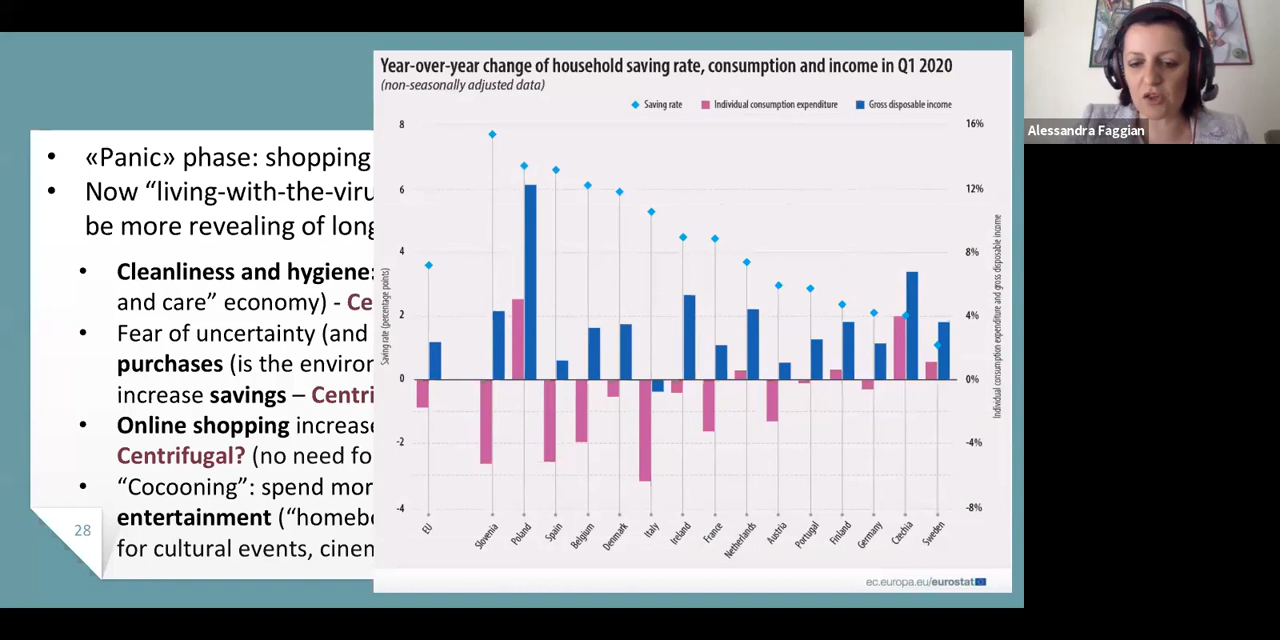 Year-over-year change of household saving rate, consumption and income in Q1 2020
(non-seasonally adjusted data)
Saving rate
Individual consumption expenditure
Gross disposable income
8
6
4
2
0
-2
-4
Saving rate (percentage points)
16%
12%
8%
4%
0%
-4%
-8%
Individual consumption expenditure and gross disposable income
EU
Slovenia
Poland
Spain
Belgium
Denmark
Italy
Ireland
France
Netherlands
Austria
Portugal
Finland
Germany
Czechia
Sweden
ec.europa.eu/eurostat
• «Panic» phase: shopping
• Now “living-with-the-viru
be more revealing of long
• Cleanliness and hygiene:
and care” economy) - Ce
• Fear of uncertainty (and
purchases (is the environ
increase savings – Centri
• Online shopping increase
Centrifugal? (no need fo
• “Cocooning”: spend mor
entertainment (“homebo
for cultural events, cinem
28
Alessandra Faggian